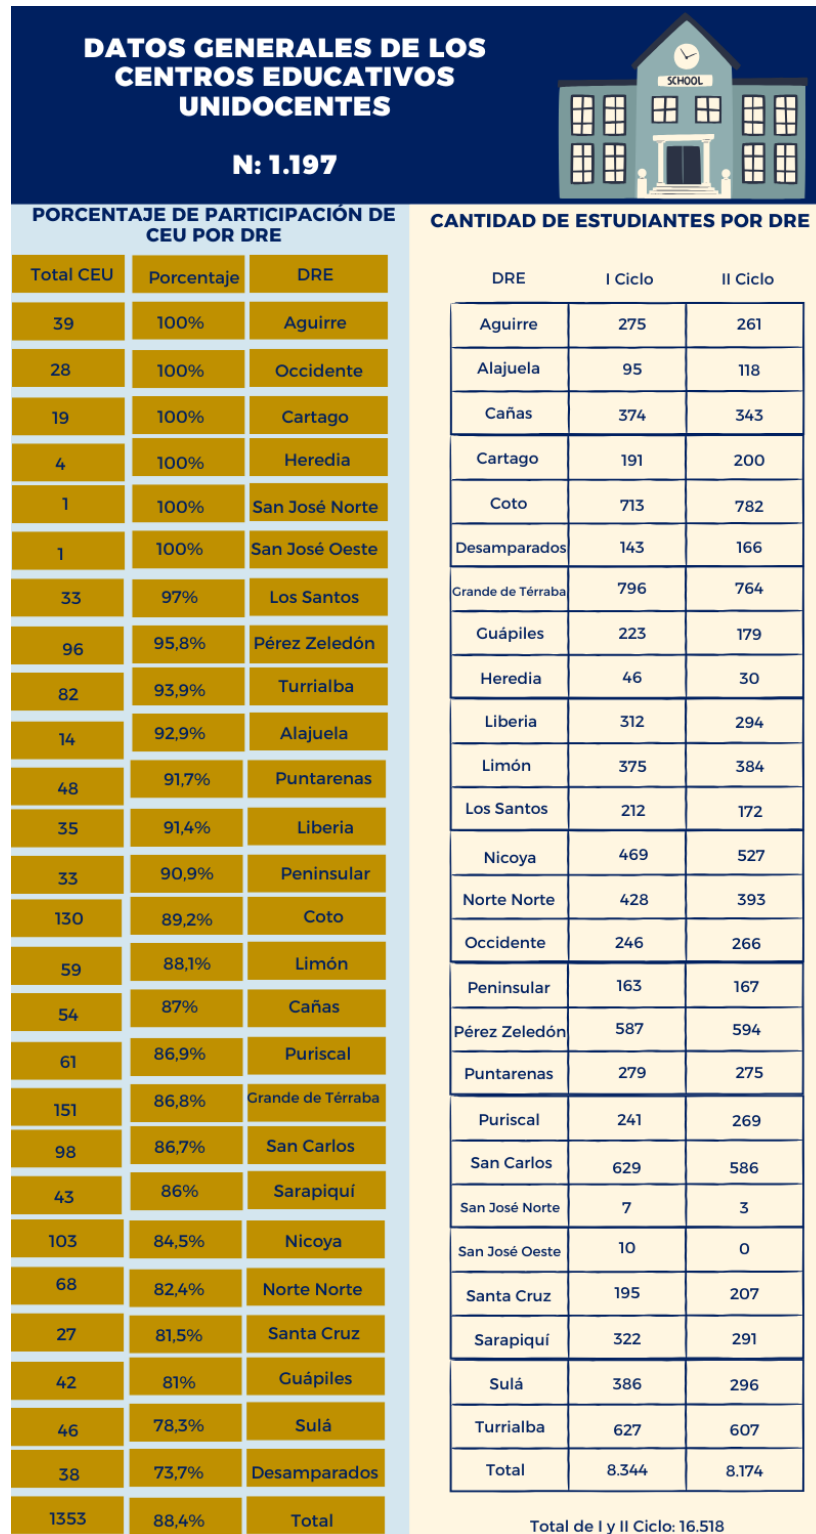 DATOS GENERALES DE LOS
CENTROS EDUCATIVOS
UNIDOCENTES
N: 1.197
SCHOOL
PORCENTAJE DE PARTICIPACIÓN DE
CEU POR DRE
Total CEU Porcentaje DRE
39 100% Aguirre
28 100% Occidente
19 100% Cartago
4 100% Heredia
1 100% San José Norte
1 100% San José Oeste
33 97% Los Santos
96 95,8% Pérez Zeledón
82 93,9% Turrialba
14 92,9% Alajuela
48 91,7% Puntarenas
35 91,4% Liberia
33 90,9% Peninsular
130 89,2% Coto
59 88,1% Limón
54 87% Cañas
61 86,9% Puriscal
151 86,8% Grande de Térraba
98 86,7% San Carlos
43 86% Sarapiquí
103 84,5% Nicoya
68 82,4% Norte Norte
27 81,5% Santa Cruz
42 81% Guápiles
46 78,3% Sulá
38 73,7% Desamparados
1353 88,4% Total
CANTIDAD DE ESTUDIANTES POR DRE
DRE I Ciclo II Ciclo
Aguirre 275 261
Alajuela 95 118
Cañas 374 343
Cartago 191 200
Coto 713 782
Desamparados 143 166
Grande de Térraba 796 764
Guápiles 223 179
Heredia 46 30
Liberia 312 294
Limón 375 384
Los Santos 212 172
Nicoya 469 527
Norte Norte 428 393
Occidente 246 266
Peninsular 163 167
Pérez Zeledón 587 594
Puntarenas 279 275
Puriscal 241 269
San Carlos 629 586
San José Norte 7 3
San José Oeste 10 0
Santa Cruz 195 207
Sarapiquí 322 291
Sulá 386 296
Turrialba 627 607
Total 8.344 8.174
Total de I y II Ciclo: 16.518